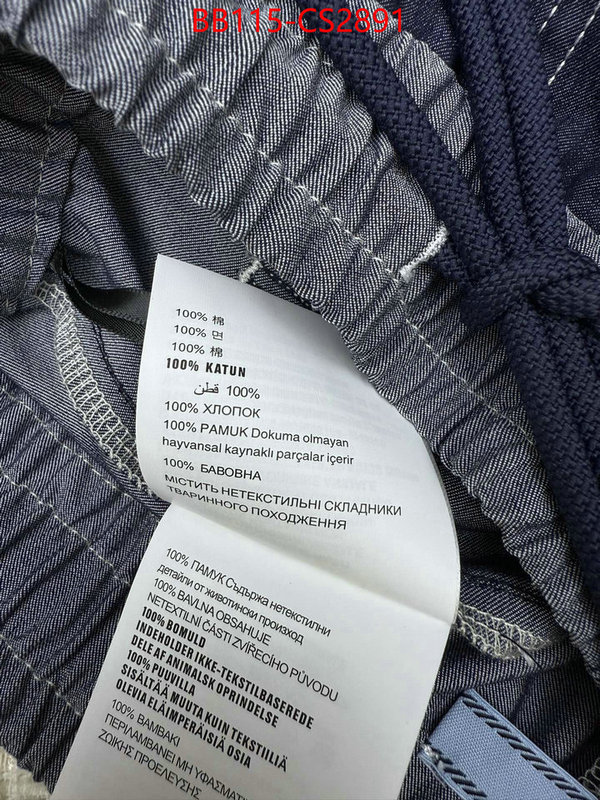 BB115-CS2891
100% 棉
100% 면
100% 棉
100% KATUN
100% قطن
100% ХЛОПОК
100% PAMUK Dokuma olmayan
hayvansal kaynaklı parçalar içerir
100% БАВОВНА
МІСТИТЬ НЕТЕКСТИЛЬНІ СКЛАДНИКИ
ТВАРИННОГО ПОХОДЖЕННЯ
100% ПАМУК Съдържа нетекстилни
детайли от животински произход
100% BAVLNA OBSAHUJE
NETEXTILNÍ ČÁSTI ZVÍŘECÍHO PŮVODU
100% BOMULD
INDEHOLDER IKKE-TEKSTILBASEREDE
DELE AF ANIMALSK OPRINDELSE
100% PUUVILLA
SISÄLTÄÄ MUUTA KUIN TEKSTIILIÄ
OLEVIA ELÄIMPERÄISIÄ OSIA
100% ΒΑΜΒΑΚΙ
ΠΕΡΙΛΑΜΒΑΝΕΙ ΜΗ ΥΦΑΣΜΑΤ
ΖΩΙΚΗΣ ΠΡΟΕΛΕΥΣΗΣ